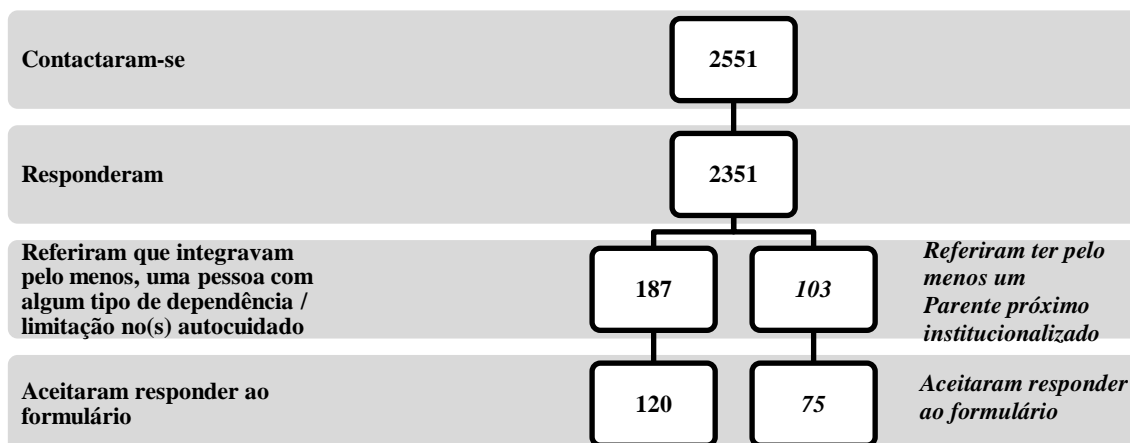 Contactaram-se
2551
Responderam
2351
Referiram que integravam
pelo menos, uma pessoa com
algum tipo de dependência /
limitação no(s) autocuidado
187
103
Referiram ter pelo
menos um
Parente próximo
institucionalizado
Aceitaram responder ao
formulário
120
75
Aceitaram responder
ao formulário